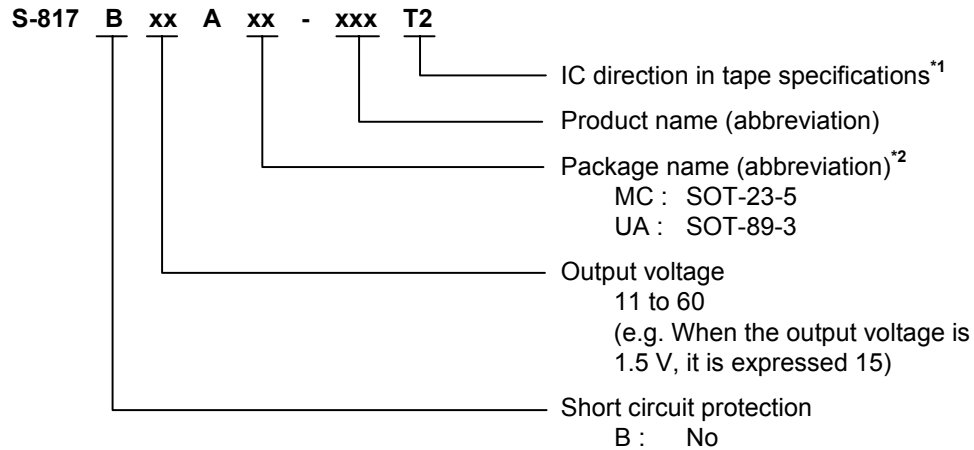 S-817 B xx A xx - xxx T2
IC direction in tape specifications*1
Product name (abbreviation)
Package name (abbreviation)*2
MC : SOT-23-5
UA : SOT-89-3
Output voltage
11 to 60
(e.g. When the output voltage is
1.5 V, it is expressed 15)
Short circuit protection
B : No